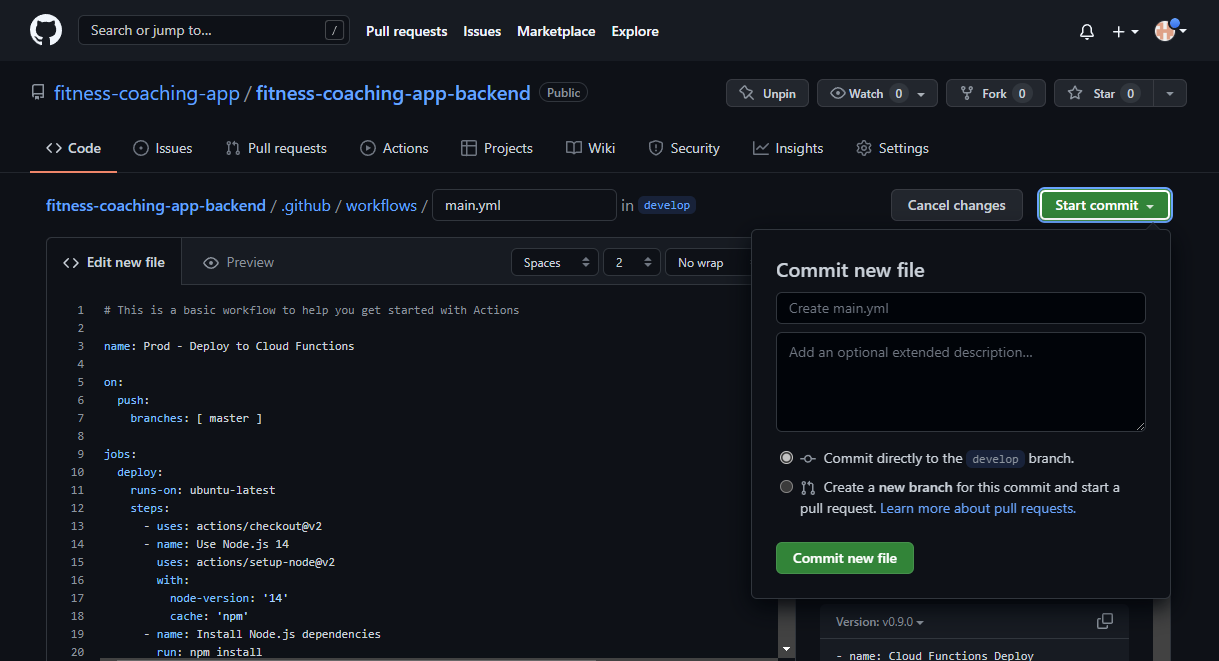 Search or jump to... /
Pull requests Issues Marketplace Explore
fitness-coaching-app / fitness-coaching-app-backend Public
Unpin Watch 0 Fork 0 Star 0
Code Issues Pull requests Actions Projects Wiki Security Insights Settings
fitness-coaching-app-backend / .github / workflows / main.yml in develop
Cancel changes Start commit
Edit new file Preview
Spaces 2 No wrap
1 # This is a basic workflow to help you get started with Actions
2
3 name: Prod - Deploy to Cloud Functions
4
5 on:
6 push:
7 branches: [ master ]
8
9 jobs:
10 deploy:
11 runs-on: ubuntu-latest
12 steps:
13 - uses: actions/checkout@v2
14 - name: Use Node.js 14
15 uses: actions/setup-node@v2
16 with:
17 node-version: '14'
18 cache: 'npm'
19 - name: Install Node.js dependencies
20 run: npm install
Commit new file
Create main.yml
Add an optional extended description...
Commit directly to the develop branch.
Create a new branch for this commit and start a
pull request. Learn more about pull requests.
Commit new file
Version: v0.9.0
- name: Cloud Functions Deploy